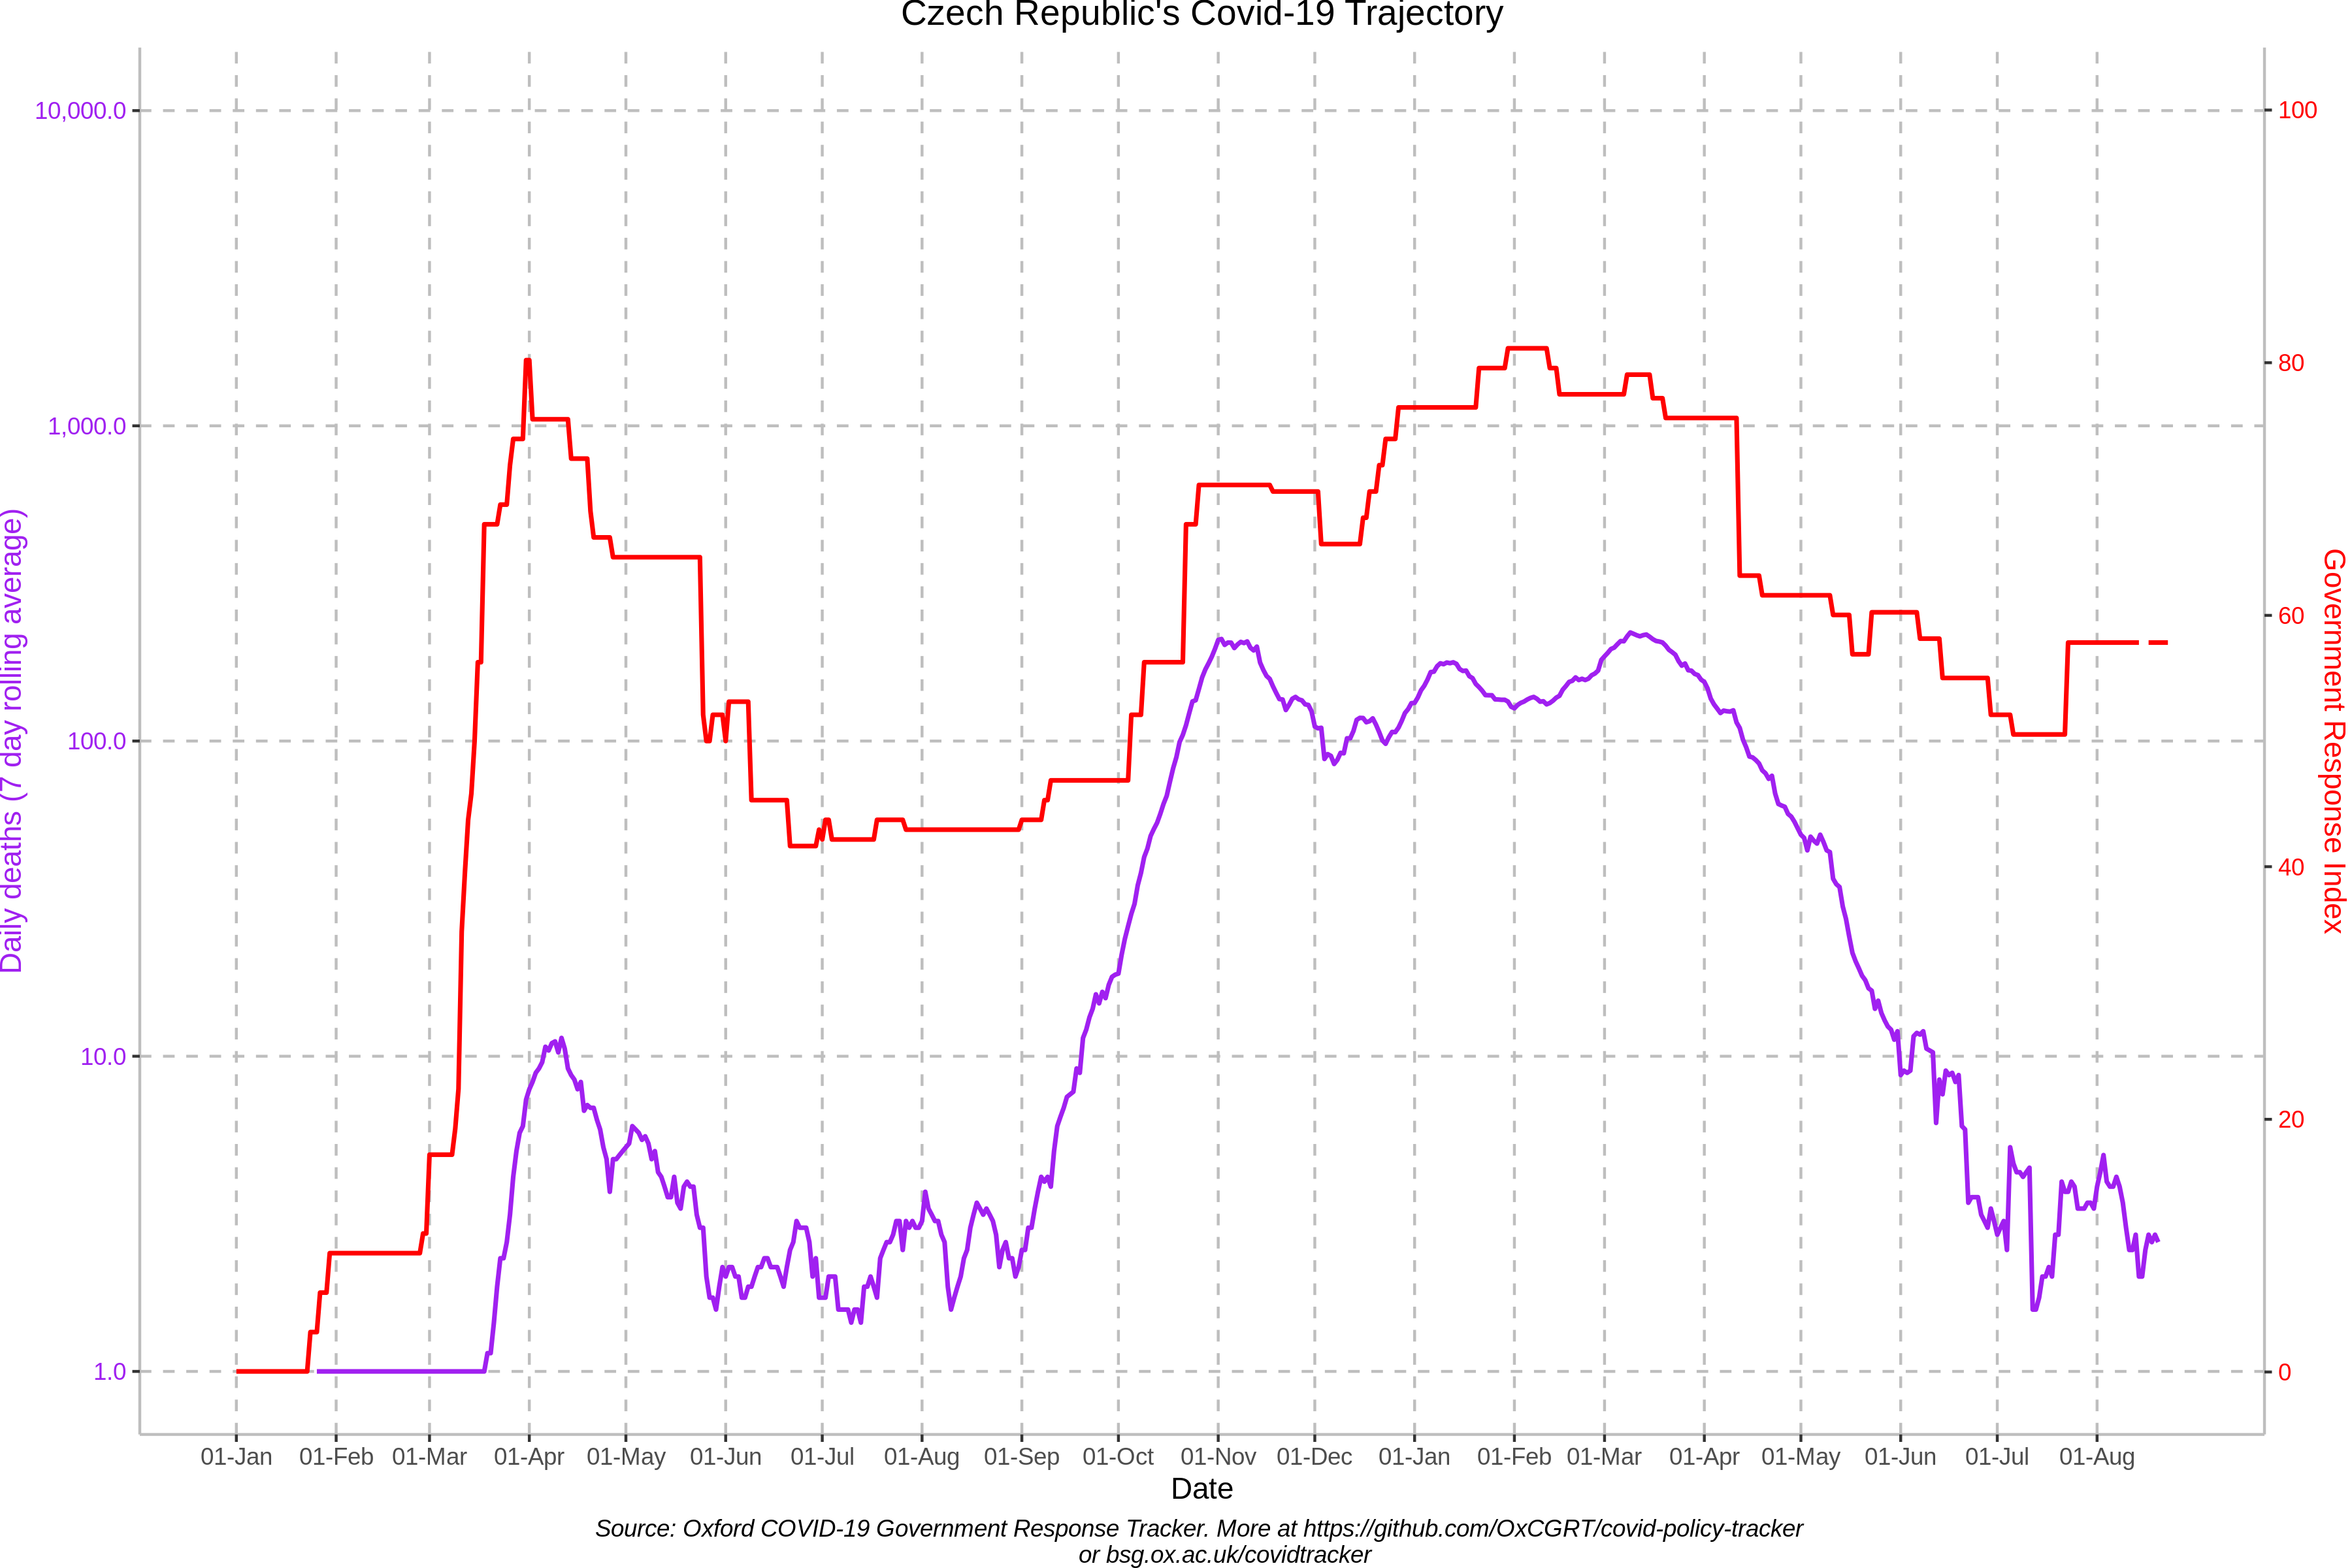 Czech Republic's Covid-19 Trajectory
10,000.0
1,000.0
100.0
10.0
1.0
Daily deaths (7 day rolling average)
100
80
60
40
20
0
Government Response Index
01-Jan 01-Feb 01-Mar 01-Apr 01-May 01-Jun 01-Jul 01-Aug 01-Sep 01-Oct 01-Nov 01-Dec 01-Jan 01-Feb 01-Mar 01-Apr 01-May 01-Jun 01-Jul 01-Aug
Date
Source: Oxford COVID-19 Government Response Tracker. More at https://github.com/OxCGRT/covid-policy-tracker
or bsg.ox.ac.uk/covidtracker